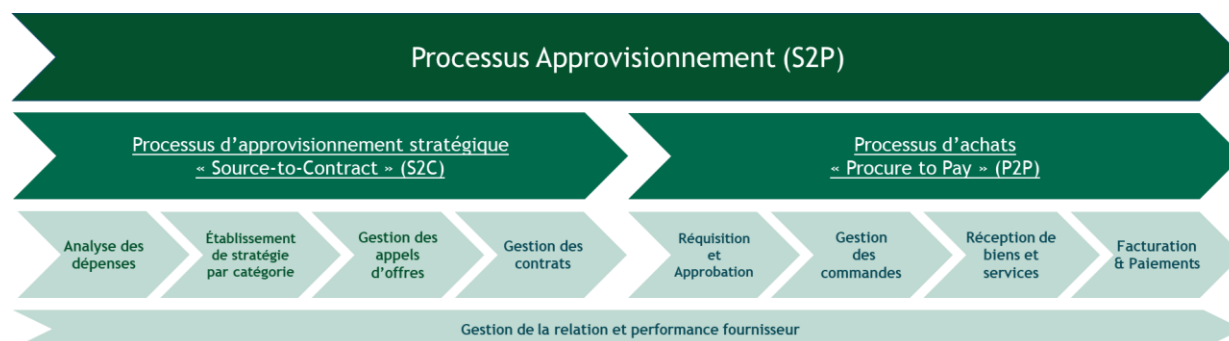 Processus Approvisionnement (S2P)
Processus d'approvisionnement stratégique
« Source-to-Contract » (S2C)
Processus d'achats
« Procure to Pay » (P2P)
Analyse des
dépenses
Établissement
de stratégie
par catégorie
Gestion des
appels
d'offres
Gestion des
contrats
Réquisition
et
Approbation
Gestion
des
commandes
Réception de
biens et
services
Facturation
& Paiements
Gestion de la relation et performance fournisseur